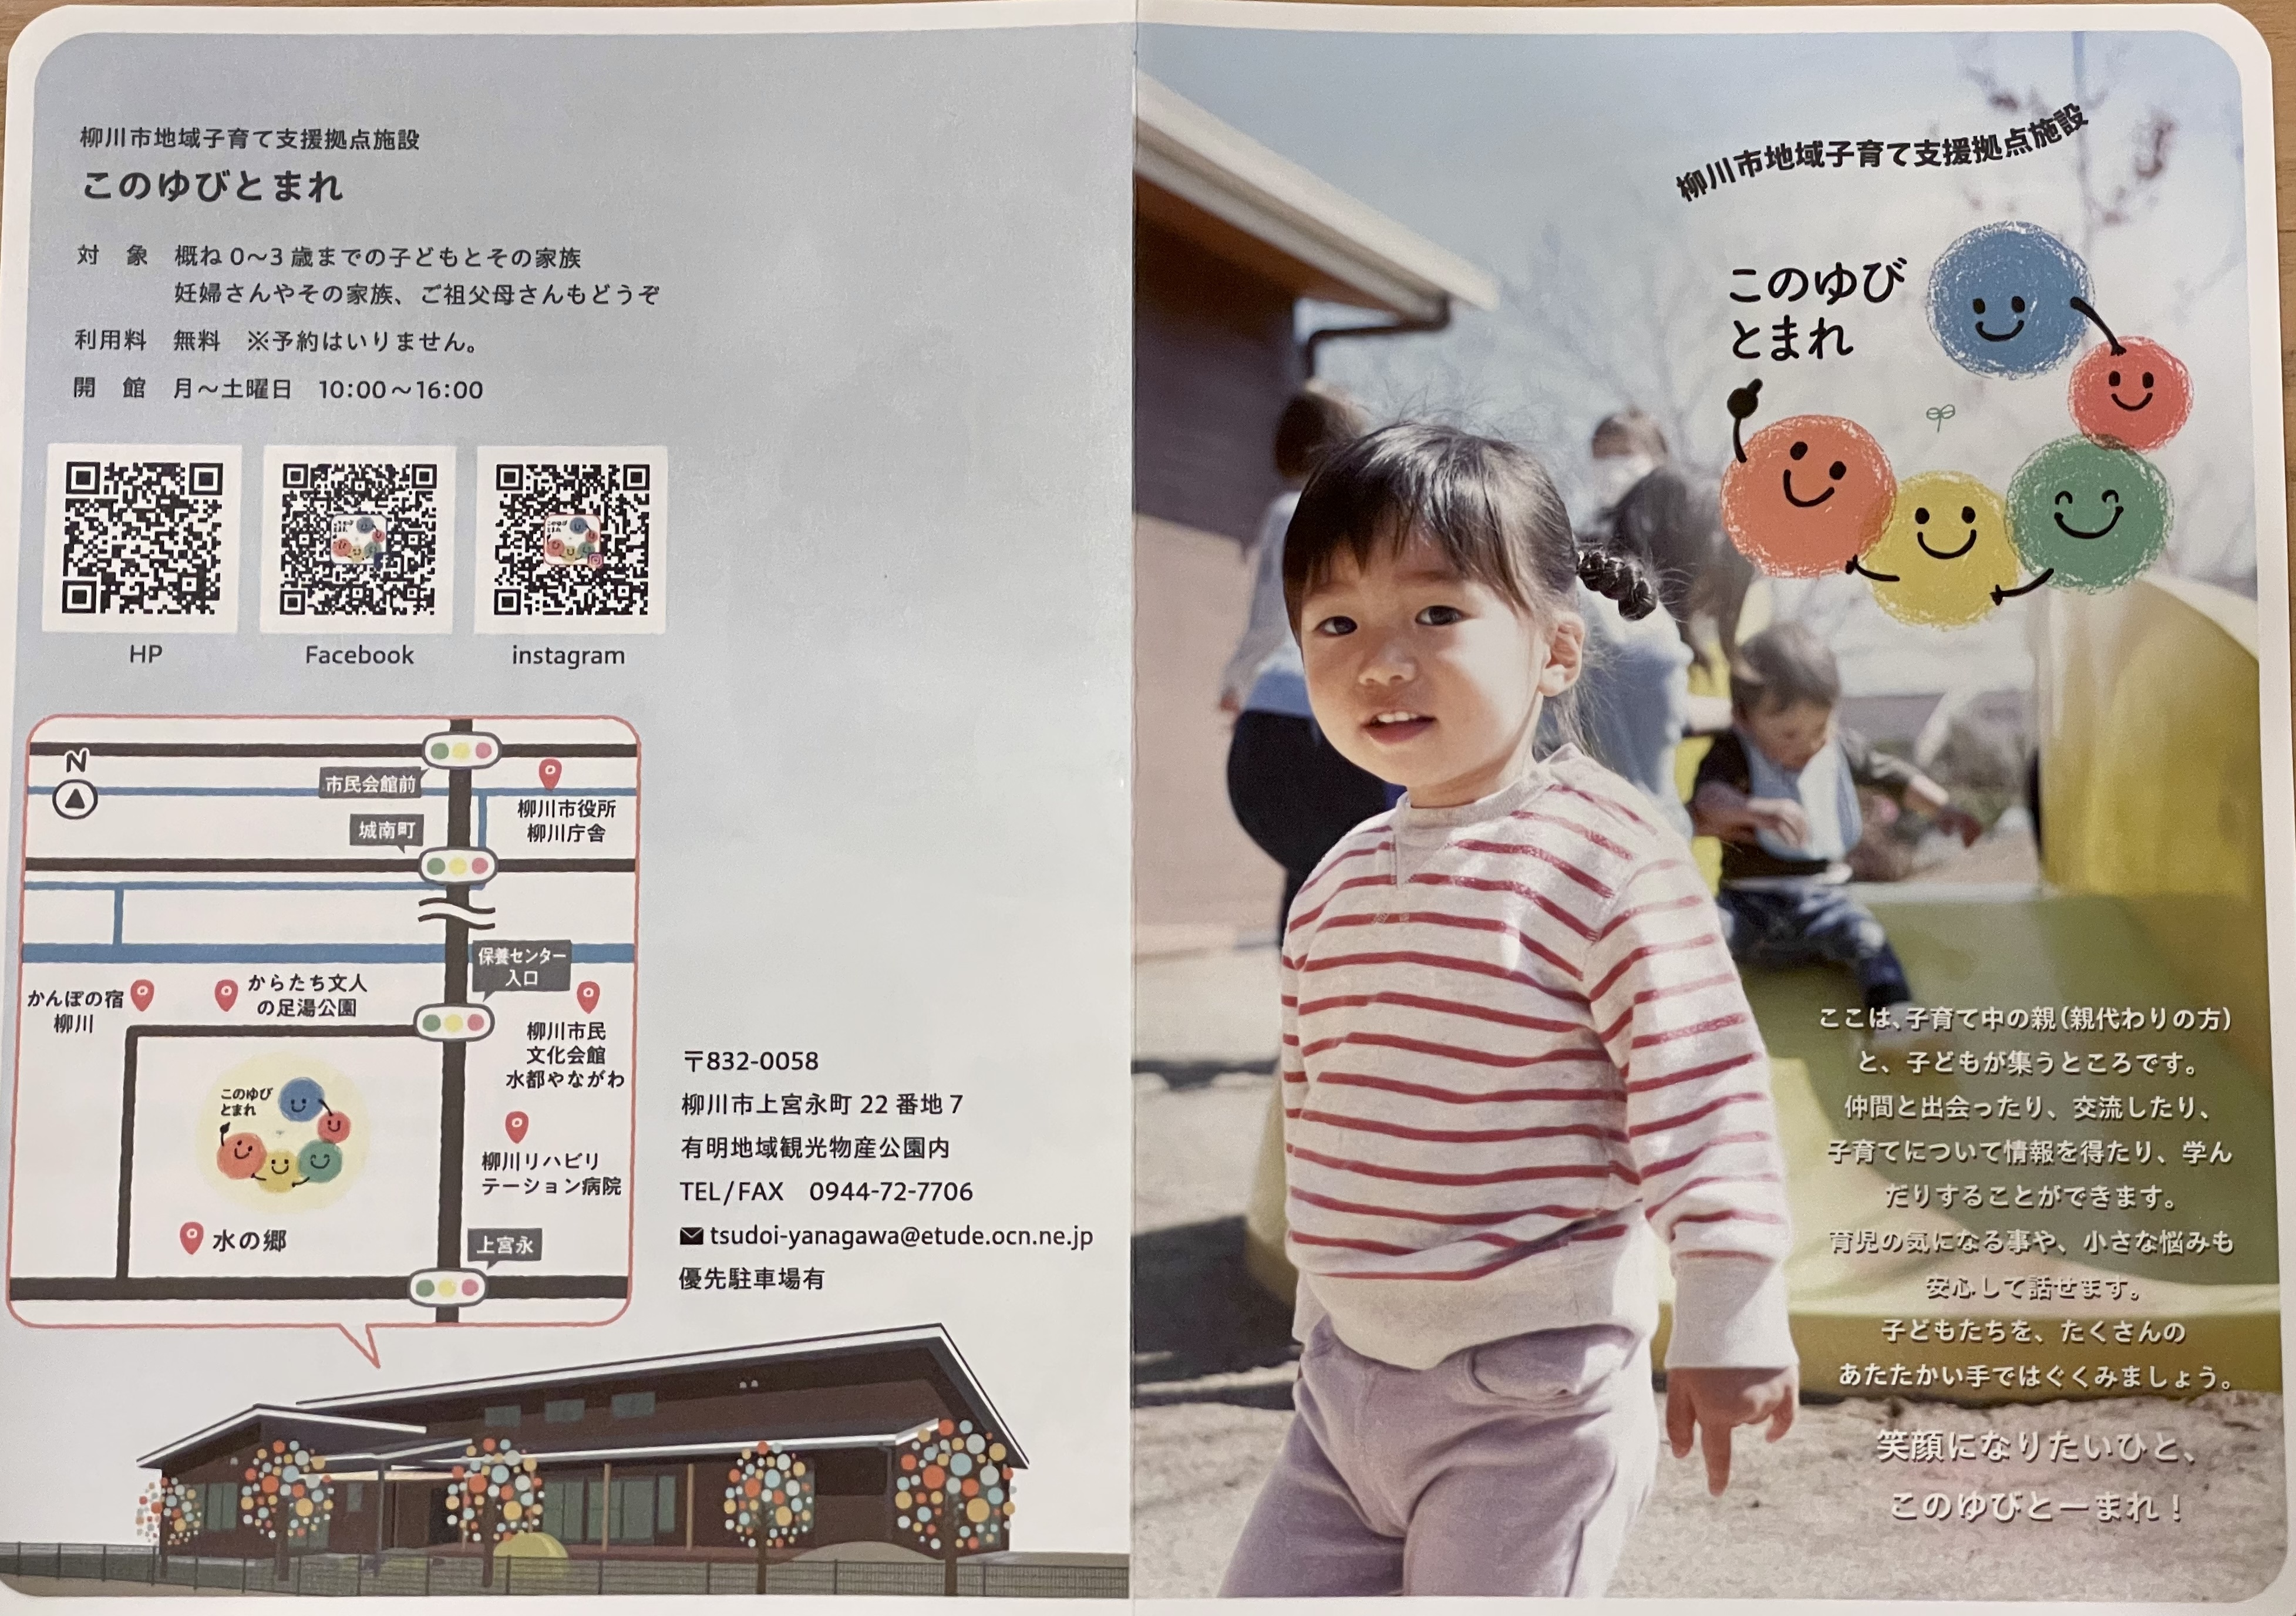 柳川市地域子育て支援拠点施設
このゆびとまれ
対　象　概ね 0～3 歳までの子どもとその家族
妊婦さんやその家族、ご祖父母さんもどうぞ
利用料　無料　※予約はいりません。
開　館　月～土曜日　10:00～16:00
HP
Facebook
instagram
N
市民会館前
柳川市役所
柳川庁舎
城南町
保養センター
入口
かんぽの宿
柳川
からたち文人
の足湯公園
柳川市民
文化会館
水都やながわ
このゆび
とまれ
柳川リハビリ
テーション病院
水の郷
上宮永
〒832-0058
柳川市上宮永町 22 番地 7
有明地域観光物産公園内
TEL/FAX　0944-72-7706
tsudoi-yanagawa@etude.ocn.ne.jp
優先駐車場有
柳川市地域子育て支援拠点施設
このゆび
とまれ
ここは、子育て中の親(親代わりの方)
と、子どもが集うところです。
仲間と出会ったり、交流したり、
子育てについて情報を得たり、学ん
だりすることができます。
育児の気になる事や、小さな悩みも
安心して話せます。
子どもたちを、たくさんの
あたたかい手ではぐくみましょう。
笑顔になりたいひと、
このゆびとーまれ！